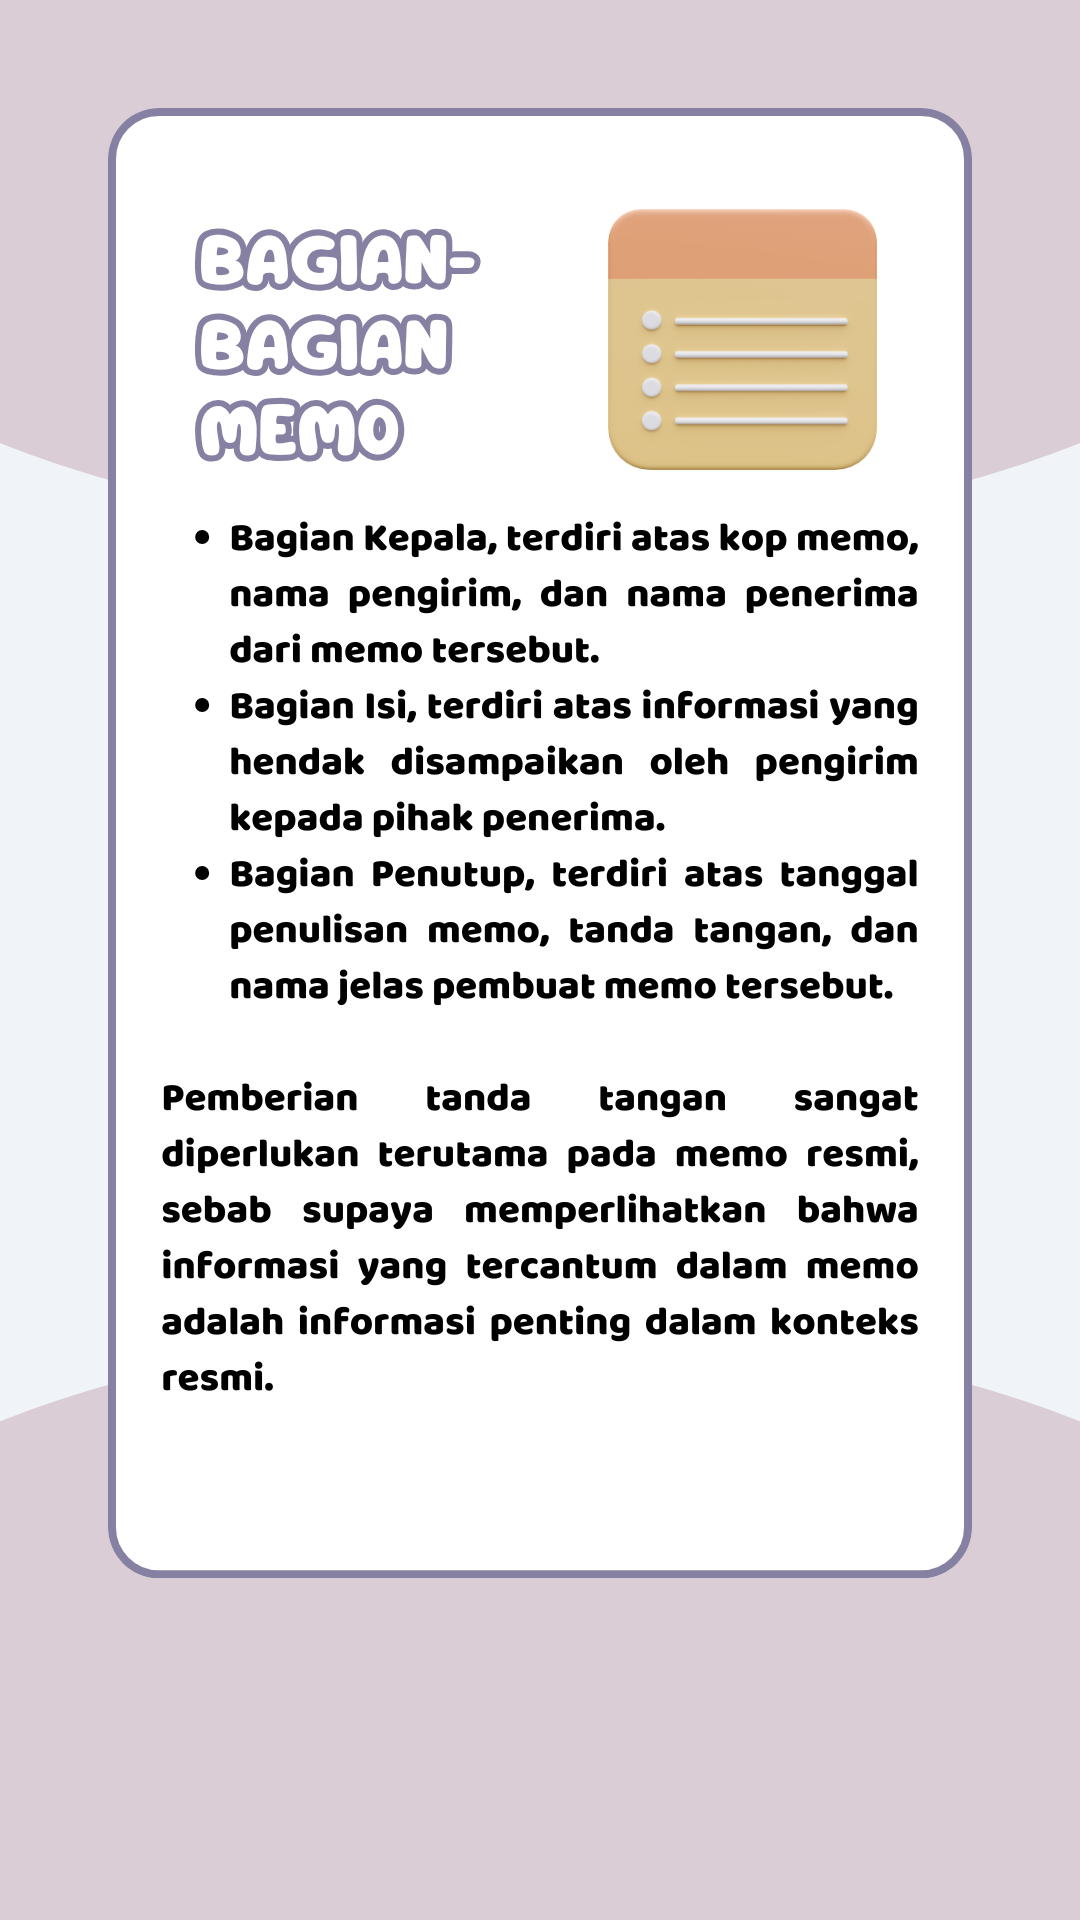 BAGIAN-
BAGIAN
MEMO
• Bagian Kepala, terdiri atas kop memo,
nama pengirim, dan nama penerima
dari memo tersebut.
• Bagian Isi, terdiri atas informasi yang
hendak disampaikan oleh pengirim
kepada pihak penerima.
• Bagian Penutup, terdiri atas tanggal
penulisan memo, tanda tangan, dan
nama jelas pembuat memo tersebut.
Pemberian tanda tangan sangat
diperlukan terutama pada memo resmi,
sebab supaya memperlihatkan bahwa
informasi yang tercantum dalam memo
adalah informasi penting dalam konteks
resmi.